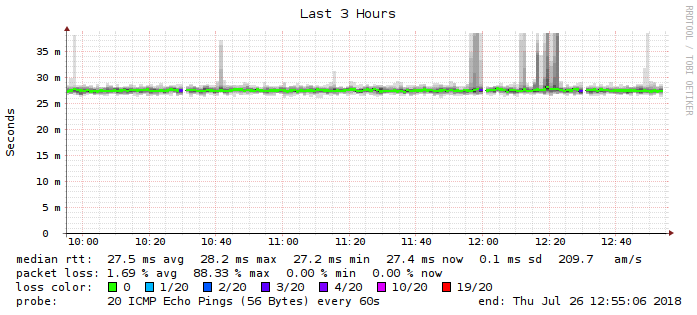 Last 3 Hours
RRDTOOL / TOBI OETIKER
Seconds
35 m
30 m
25 m
20 m
15 m
10 m
5 m
0
10:00 10:20 10:40 11:00 11:20 11:40 12:00 12:20 12:40
median rtt: 27.5 ms avg 28.2 ms max 27.2 ms min 27.4 ms now 0.1 ms sd 209.7 am/s
packet loss: 1.69 % avg 88.33 % max 0.00 % min 0.00 % now
loss color: 0 1/20 2/20 3/20 4/20 10/20 19/20
probe: 20 ICMP Echo Pings (56 Bytes) every 60s end: Thu Jul 26 12:55:06 2018